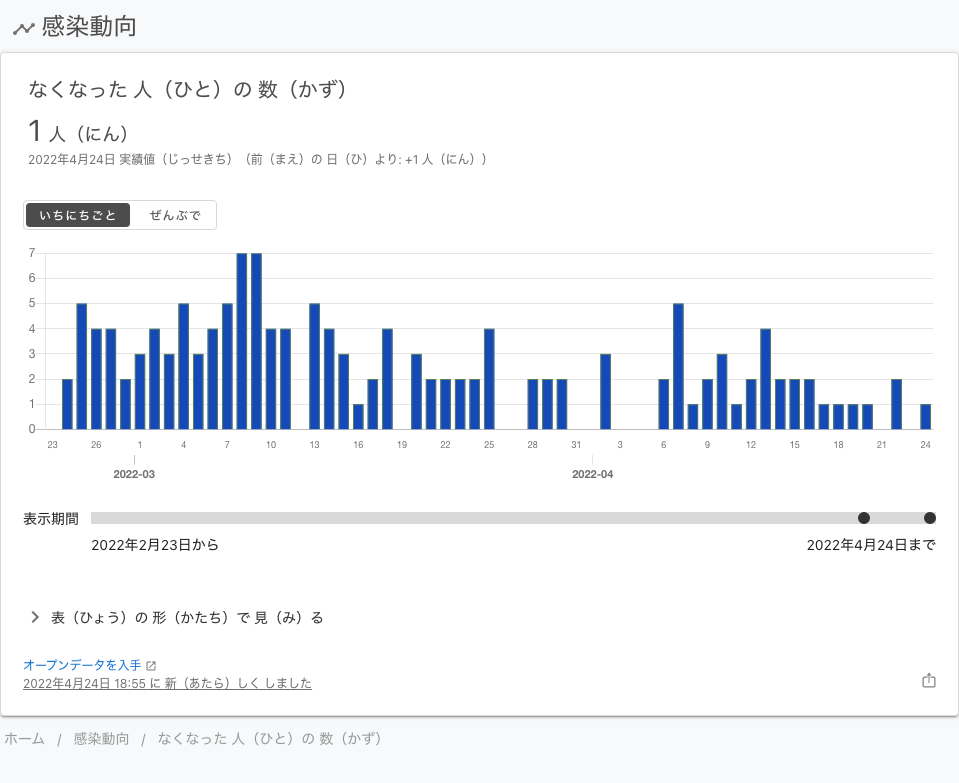 感染動向
なくなった 人（ひと）の 数（かず）
1 人（にん）
2022年4月24日 実績値（じっせきち）（前（まえ）の 日（ひ）より: +1 人（にん））
いちにちごと ぜんぶで
7
6
5
4
3
2
1
0
23 26 1 4 7 10 13 16 19 22 25 28 31 3 6 9 12 15 18 21 24
2022-03 2022-04
表示期間
2022年2月23日から 2022年4月24日まで
表（ひょう）の 形（かたち）で 見（み）る
オープンデータを入手
2022年4月24日 18:55 に 新（あたら）しく しました
ホーム / 感染動向 / なくなった 人（ひと）の 数（かず）